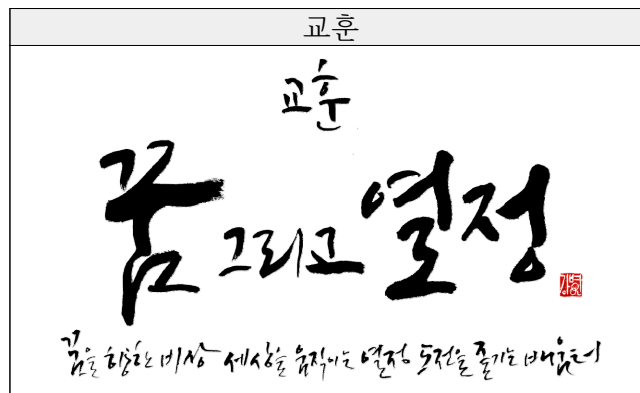 교훈
교훈
꿈 그리고 열정
꿈을 향한 비상 세상을 움직이는 열정 도전을 즐기는 배움터